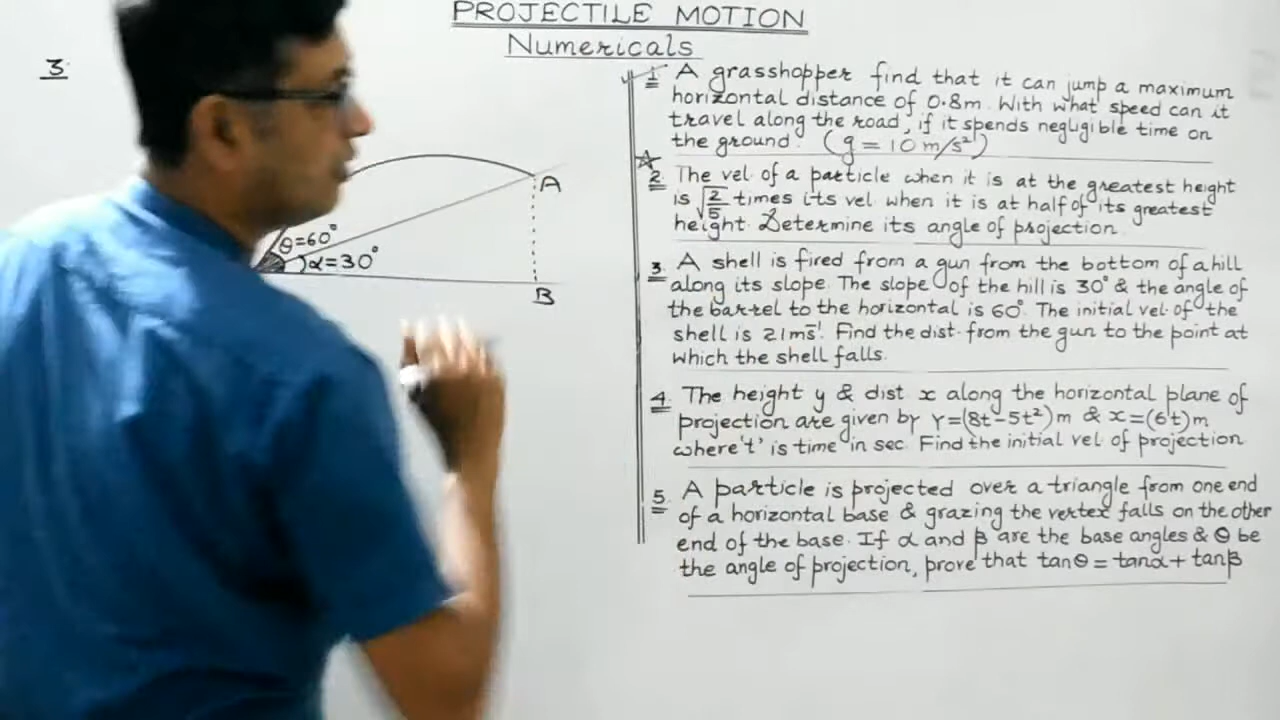 PROJECTILE MOTION
Numericals
3
A
θ=60°
α=30°
B
1. A grasshopper find that it can jump a maximum
horizontal distance of 0.8m. With what speed can it
travel along the road, if it spends negligible time on
the ground. (g = 10 m/s²)
2. The vel of a particle when it is at the greatest height
is √2/5 times its vel when it is at half of its greatest
height. Determine its angle of projection.
3. A shell is fired from a gun from the bottom of a hill
along its slope. The slope of the hill is 30° & the angle of
the barrel to the horizontal is 60°. The initial vel. of the
shell is 21ms⁻¹. Find the dist. from the gun to the point at
which the shell falls.
4. The height y & dist x along the horizontal plane of
projection are given by Y=(8t-5t²)m & x=(6t)m
where 't' is time in sec. Find the initial vel of projection.
5. A particle is projected over a triangle from one end
of a horizontal base & grazing the vertex falls on the other
end of the base. If α and β are the base angles & θ be
the angle of projection, prove that tanθ = tanα + tanβ